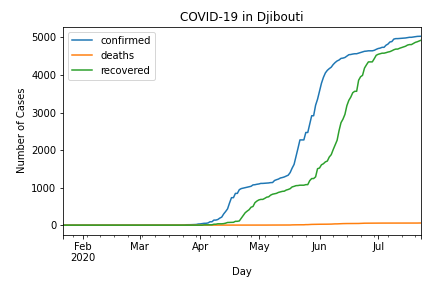 COVID-19 in Djibouti
confirmed
deaths
recovered
Number of Cases
5000
4000
3000
2000
1000
0
Feb
2020
Mar
Apr
May
Jun
Jul
Day